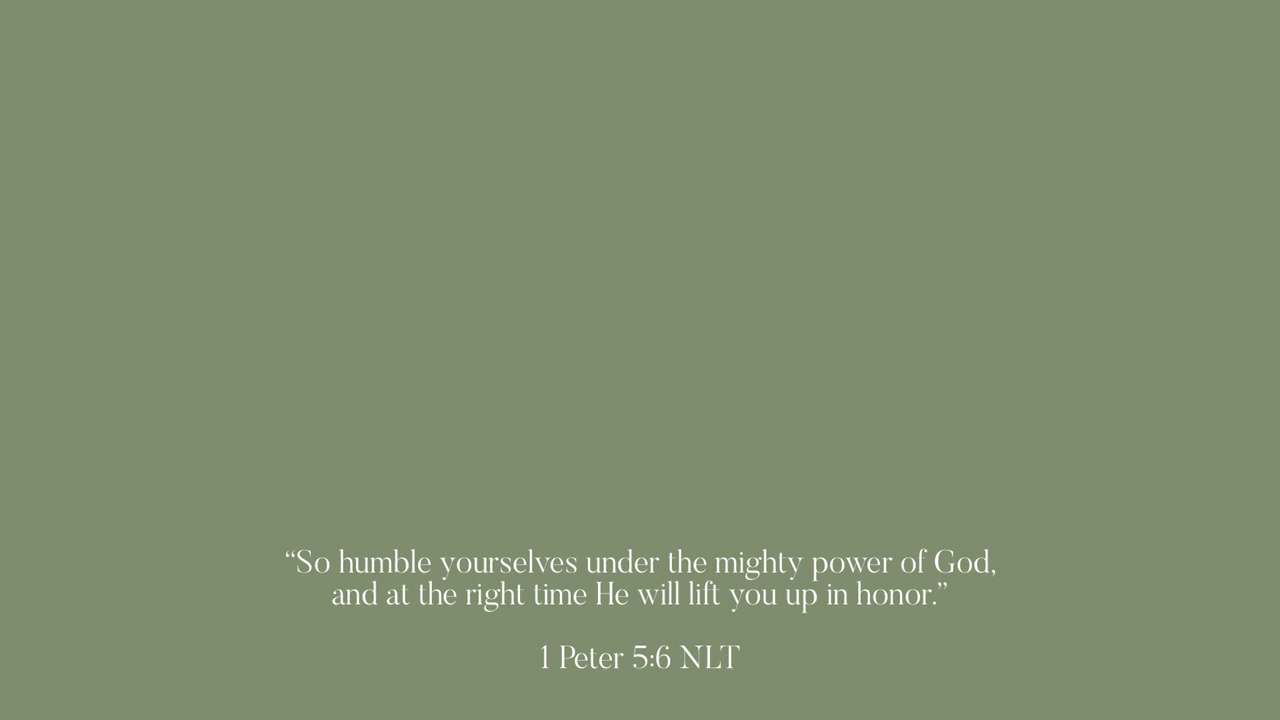 “So humble yourselves under the mighty power of God,
and at the right time He will lift you up in honor.”
1 Peter 5:6 NLT